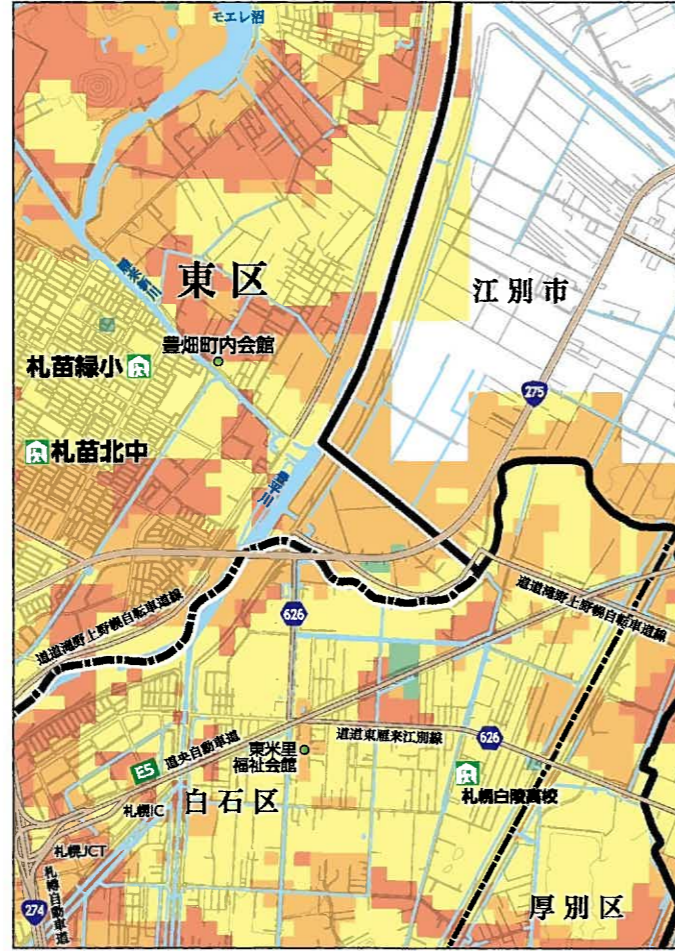 モエレ沼
東区
江別市
豊畑町内会館
札苗緑小
275
札苗北中
豊平川
626
道道滝野上野幌自転車道線
道道滝野上野幌自転車道線
道道東雁来江別線
626
道央自動車道
E5
東米里
福祉会館
札幌白陵高校
札幌IC
白石区
札幌JCT
札樽自動車道
274
厚別区